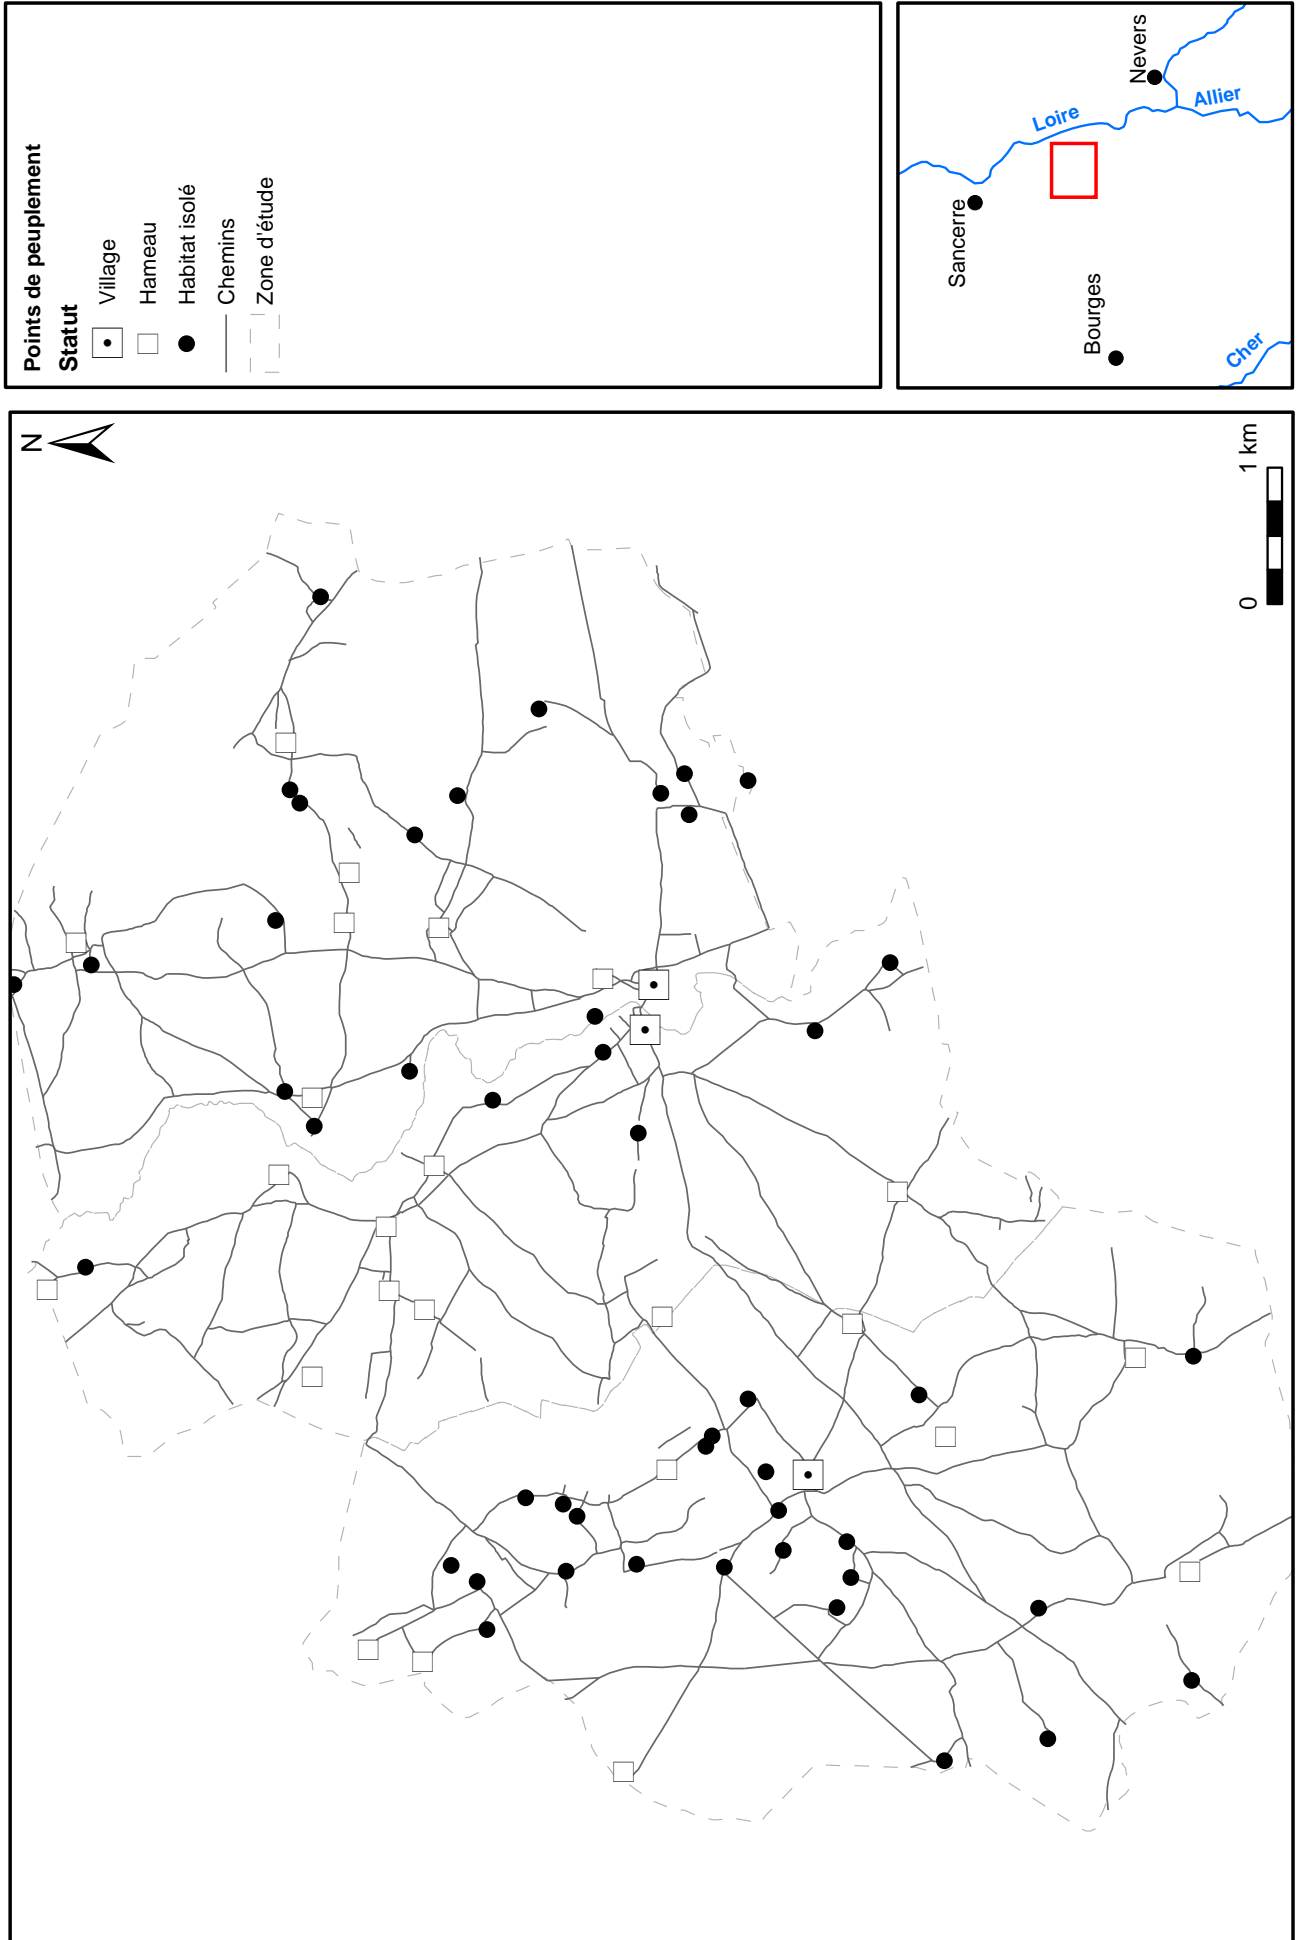 Points de peuplement
Statut
Village
Hameau
Habitat isolé
Chemins
Zone d'étude
Sancerre
Loire
Nevers
Allier
Bourges
Cher
N
0
1 km